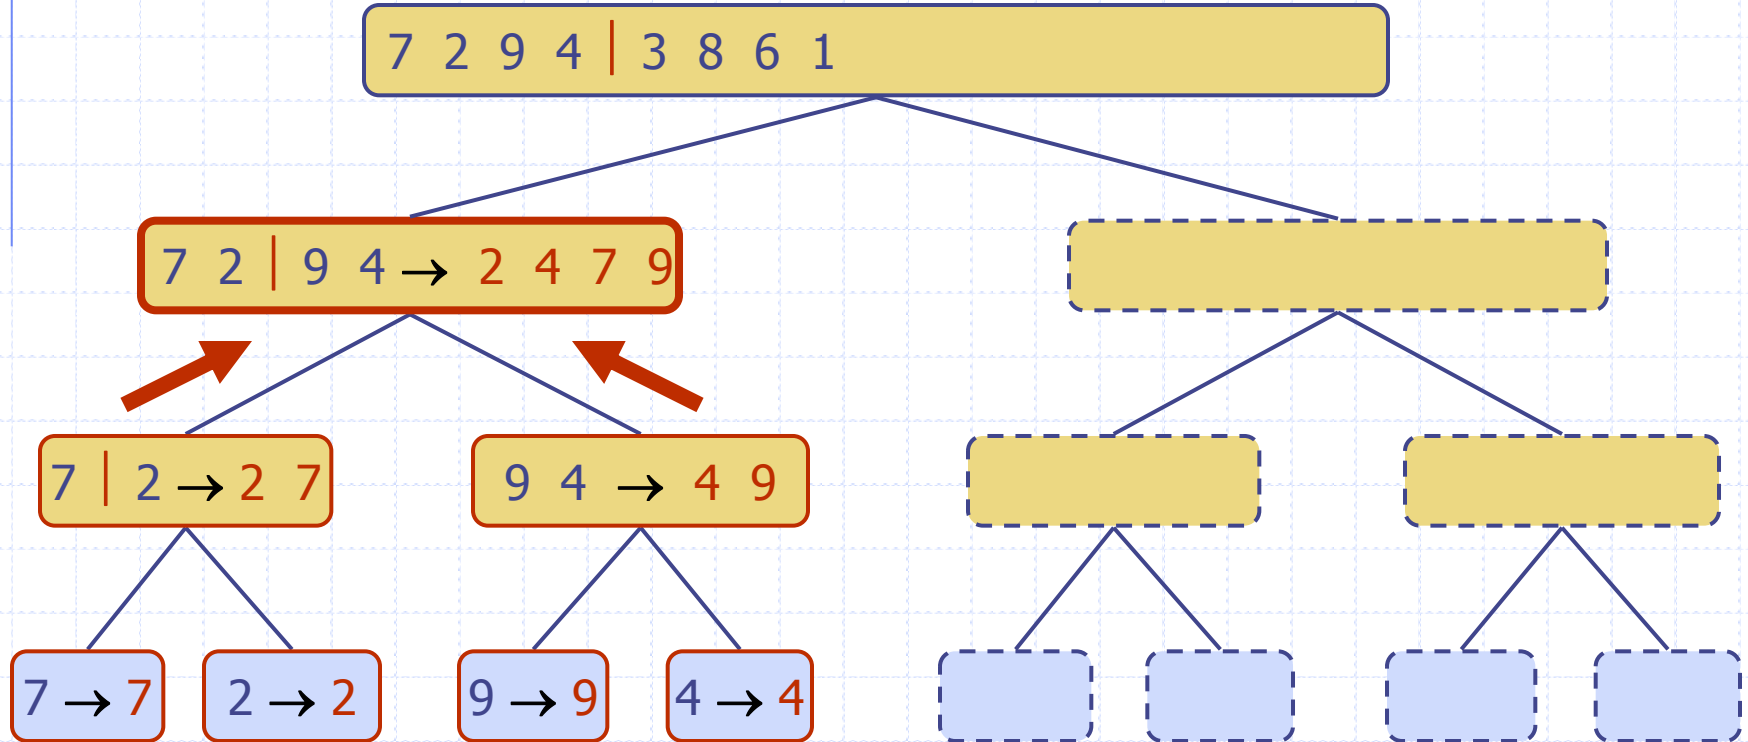 7 2 9 4 | 3 8 6 1
7 2 | 9 4 → 2 4 7 9
7 | 2 → 2 7
9 4 → 4 9
7 → 7
2 → 2
9 → 9
4 → 4